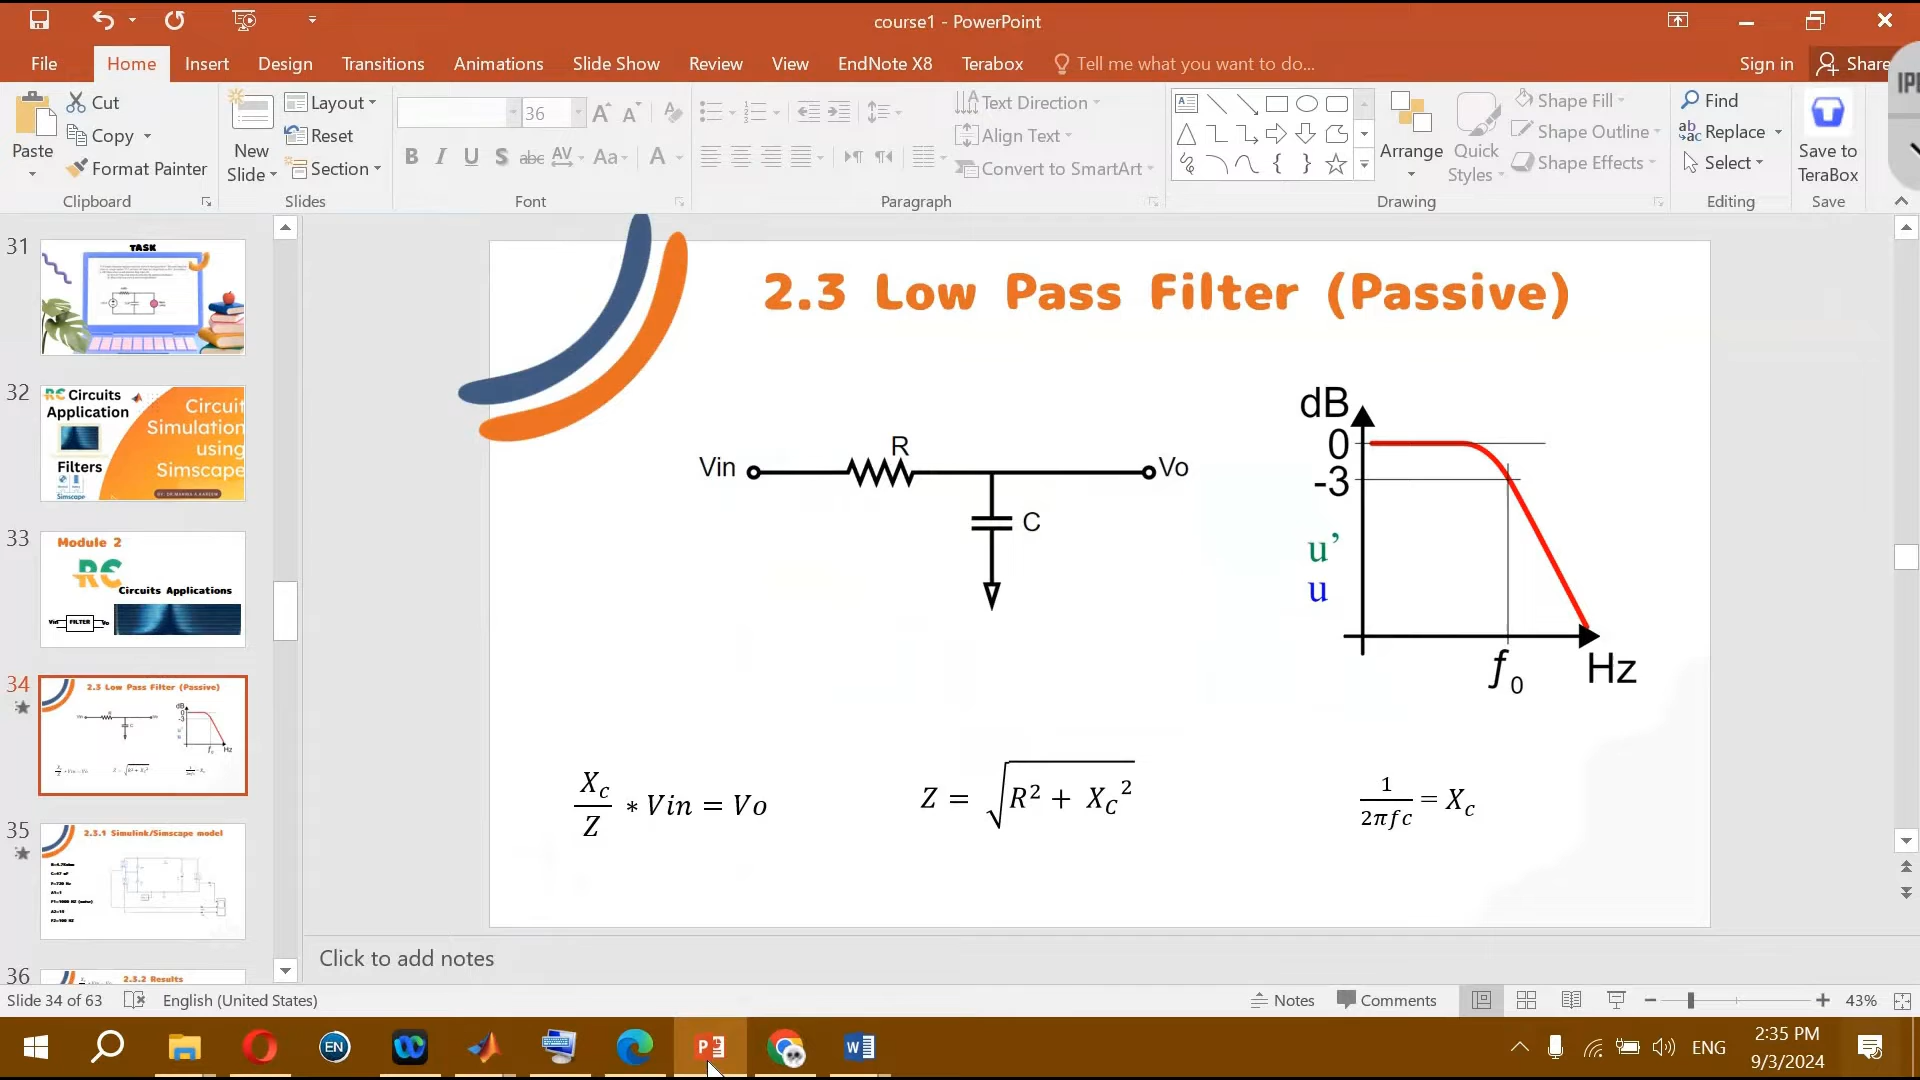 course1 - PowerPoint
File
Home
Insert
Design
Transitions
Animations
Slide Show
Review
View
EndNote X8
Terabox
Tell me what you want to do...
Sign in
Share
Paste
Cut
Copy
Format Painter
Clipboard
New
Slide
Layout
Reset
Section
Slides
36
Font
Text Direction
Align Text
Convert to SmartArt
Paragraph
Arrange
Quick
Styles
Shape Fill
Shape Outline
Shape Effects
Drawing
Find
Replace
Select
Editing
Save to
TeraBox
Save
31
TASK
32
RC Circuits
Application
Filters
Simscape
Circuit
Simulation
using
Simscape
33
Module 2
RC
Circuits Applications
Vin FILTER Vo
34
2.3 Low Pass Filter (Passive)
35
2.3.1 Simulink/Simscape model
36
2.3.2 Results
2.3 Low Pass Filter (Passive)
Vin
R
Vo
C
dB
0
-3
u’
u
f0
Hz
Xc/Z ∗ Vin = Vo
Z = √R² + XC²
1/2πfc = Xc
Click to add notes
Slide 34 of 63
English (United States)
Notes
Comments
43%
EN
ENG
2:35 PM
9/3/2024